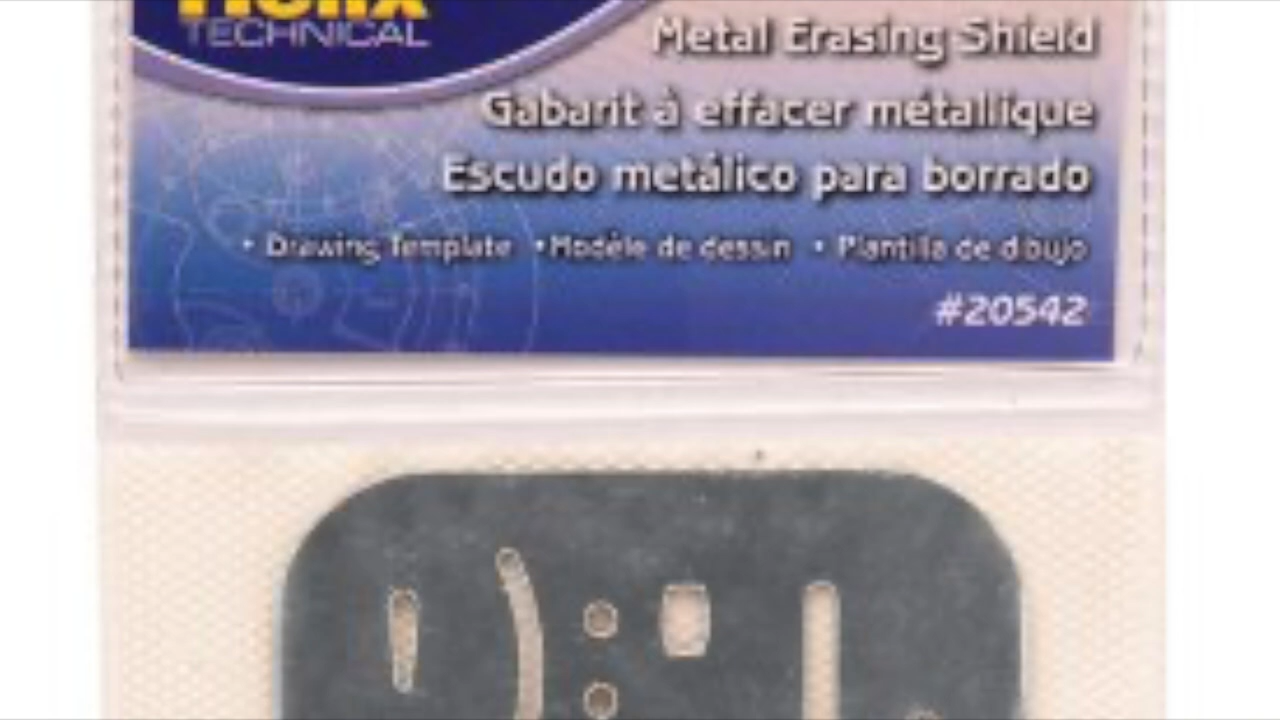 Helix
TECHNICAL
Metal Erasing Shield
Gabarit à effacer métallique
Escudo metálico para borrado
• Drawing Template • Modèle de dessin • Plantilla de dibujo
#20542